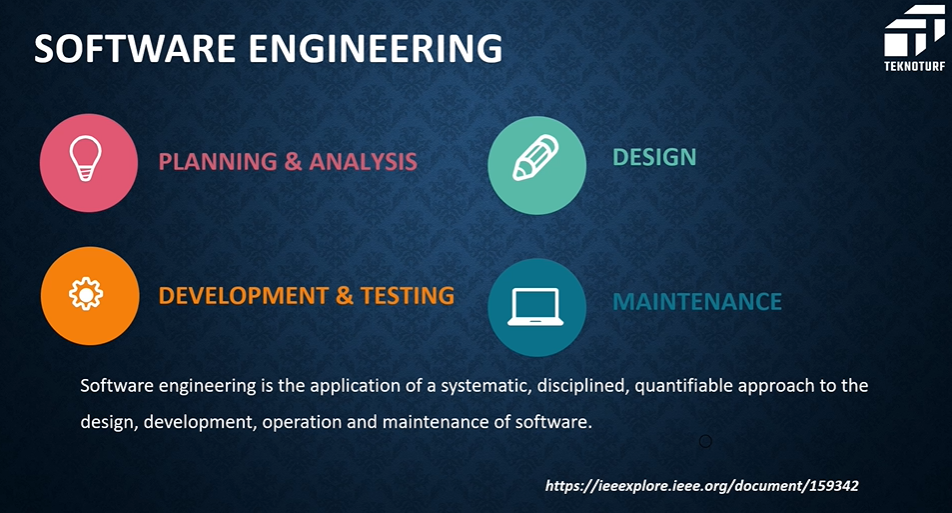 SOFTWARE ENGINEERING
TEKNOTURF
PLANNING & ANALYSIS
DESIGN
DEVELOPMENT & TESTING
MAINTENANCE
Software engineering is the application of a systematic, disciplined, quantifiable approach to the
design, development, operation and maintenance of software.
https://ieeexplore.ieee.org/document/159342